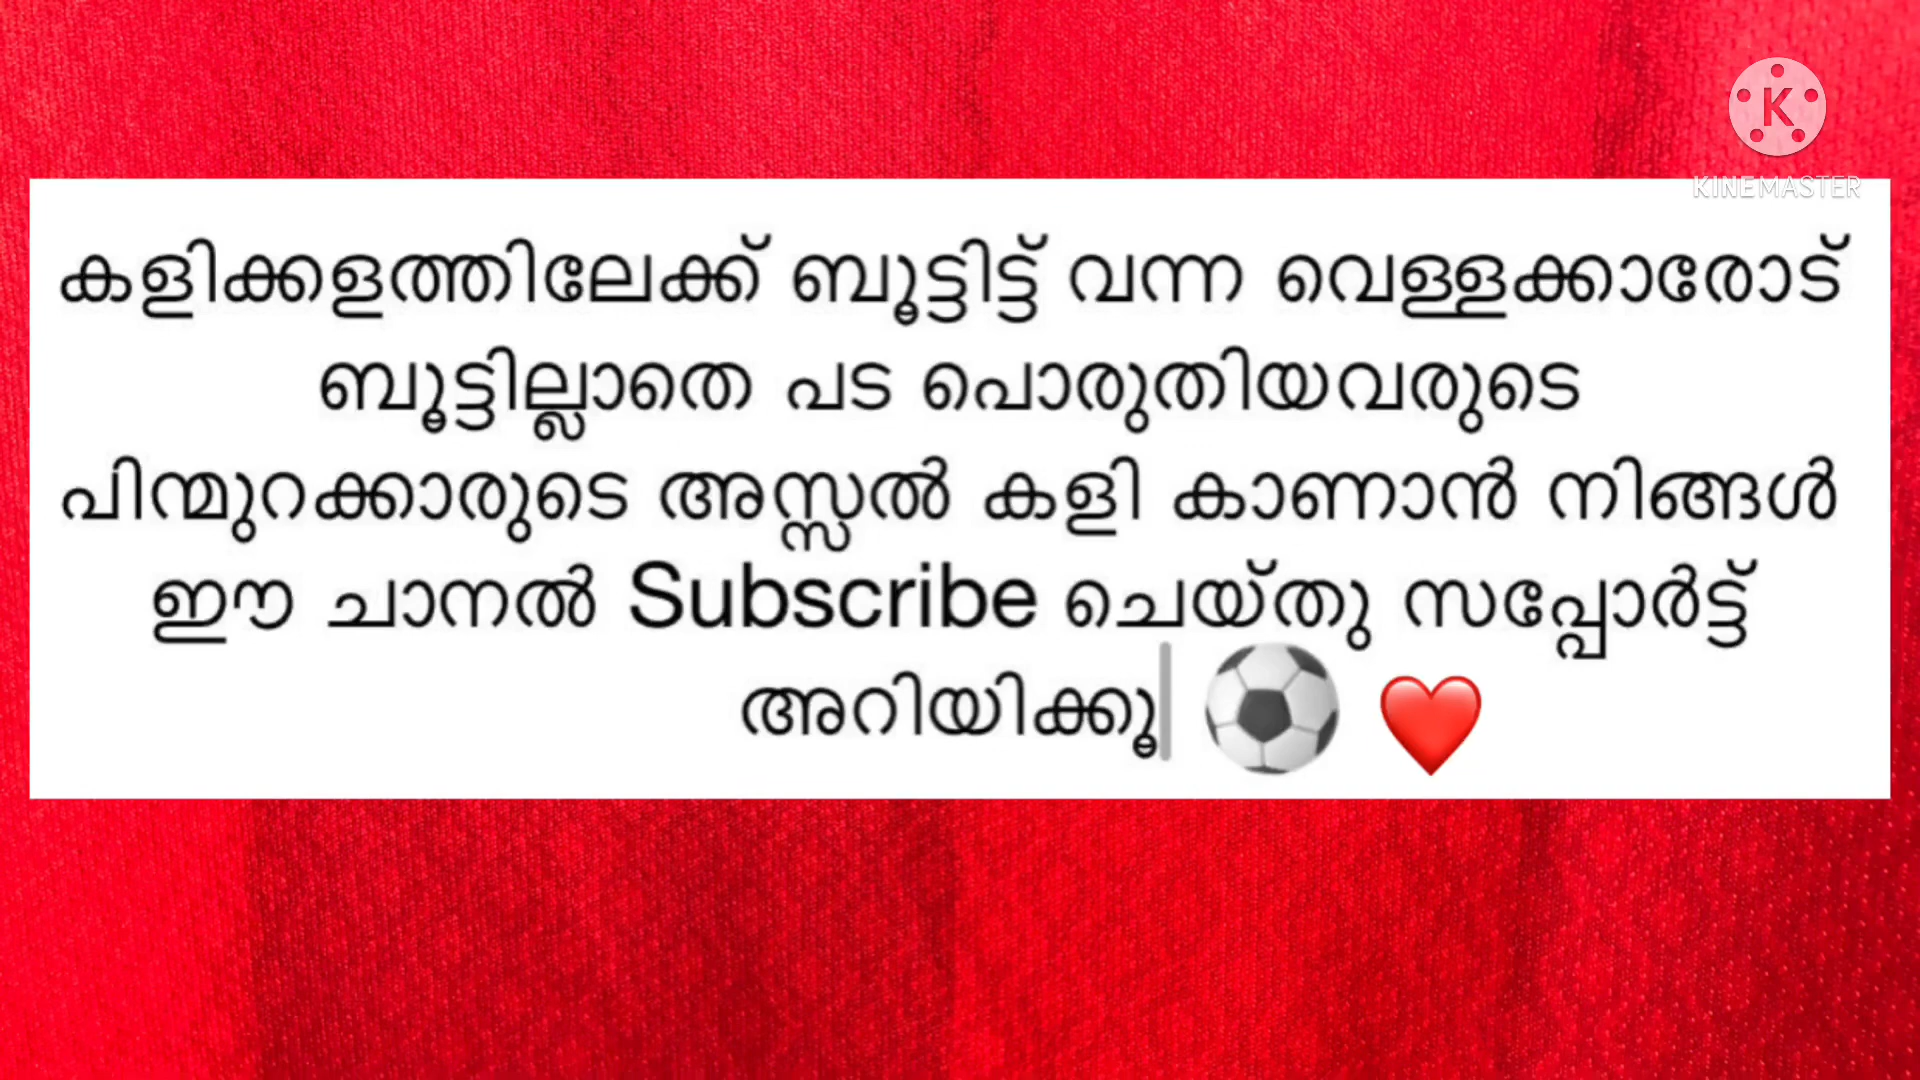 KINEMASTER
കളിക്കളത്തിലേക്ക് ബൂട്ടിട്ട് വന്ന വെള്ളക്കാരോട്
ബൂട്ടില്ലാതെ പട പൊരുതിയവരുടെ
പിന്മുറക്കാരുടെ അസ്സൽ കളി കാണാൻ നിങ്ങൾ
ഈ ചാനൽ Subscribe ചെയ്തു സപ്പോർട്ട്
അറിയിക്കൂ